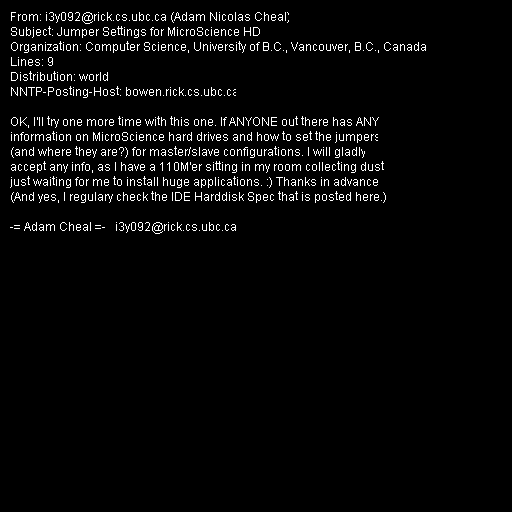 From: i3y092@rick.cs.ubc.ca (Adam Nicolas Cheal)
Subject: Jumper Settings for MicroScience HD
Organization: Computer Science, University of B.C., Vancouver, B.C., Canada
Lines: 9
Distribution: world
NNTP-Posting-Host: bowen.rick.cs.ubc.ca

OK, I'll try one more time with this one. If ANYONE out there has ANY
information on MicroScience hard drives and how to set the jumpers
(and where they are?) for master/slave configurations. I will gladly
accept any info, as I have a 110M'er sitting in my room collecting dust
just waiting for me to install huge applications. :) Thanks in advance
(And yes, I regulary check the IDE Harddisk Spec that is posted here.)

-= Adam Cheal =-   i3y092@rick.cs.ubc.ca